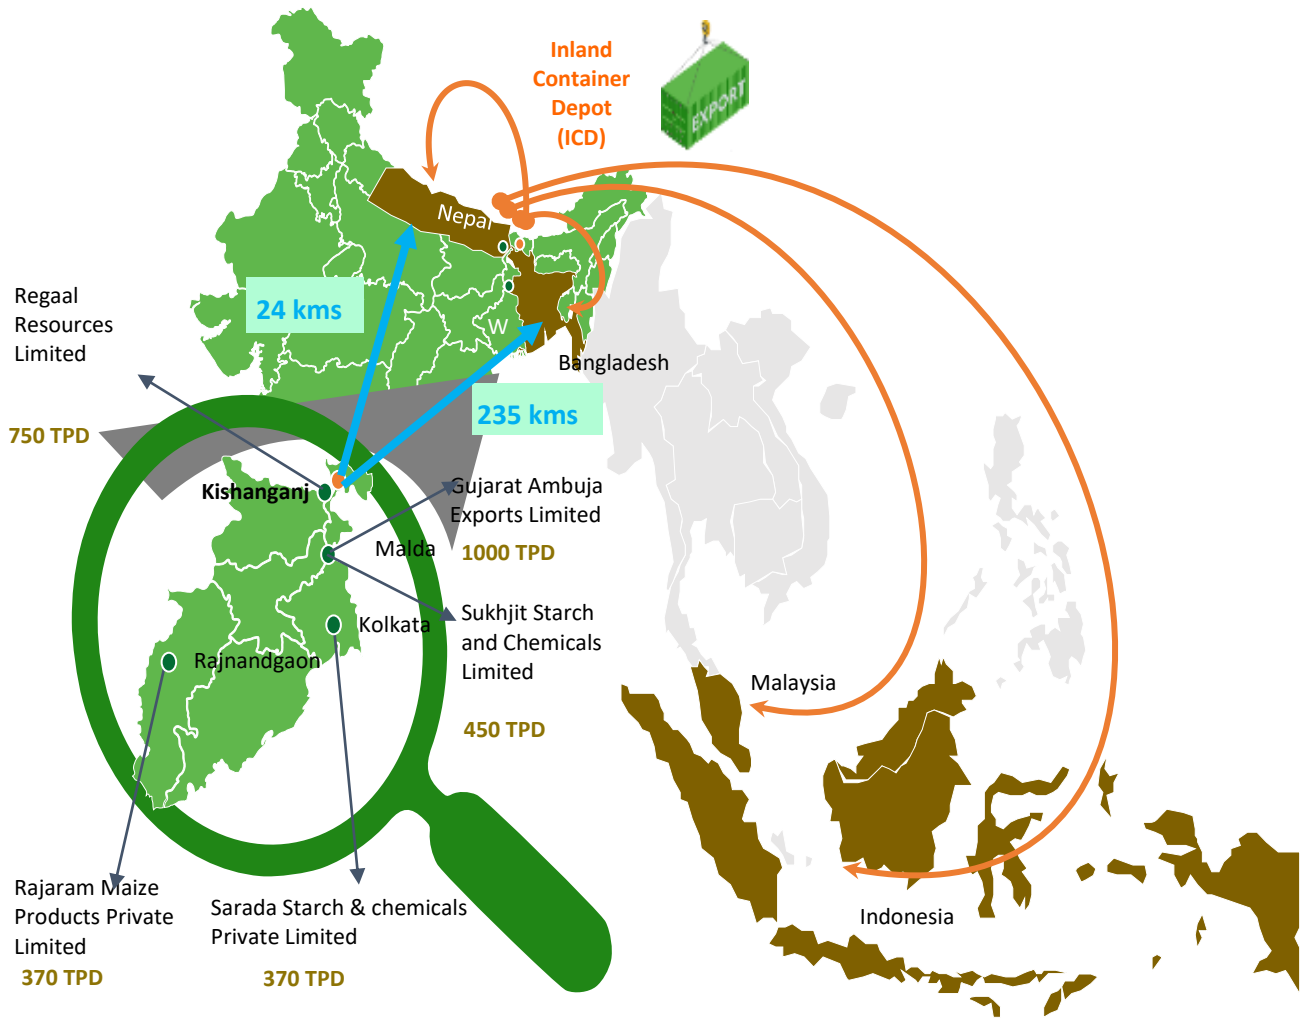 Inland
Container
Depot
(ICD)
EXPORT
Nepal
24 kms
Regaal
Resources
Limited
W
Bangladesh
235 kms
750 TPD
Kishanganj
Gujarat Ambuja
Exports Limited
Malda
1000 TPD
Sukhjit Starch
and Chemicals
Limited
Kolkata
Rajnandgaon
450 TPD
Malaysia
Rajaram Maize
Products Private
Limited
370 TPD
Sarada Starch & chemicals
Private Limited
370 TPD
Indonesia